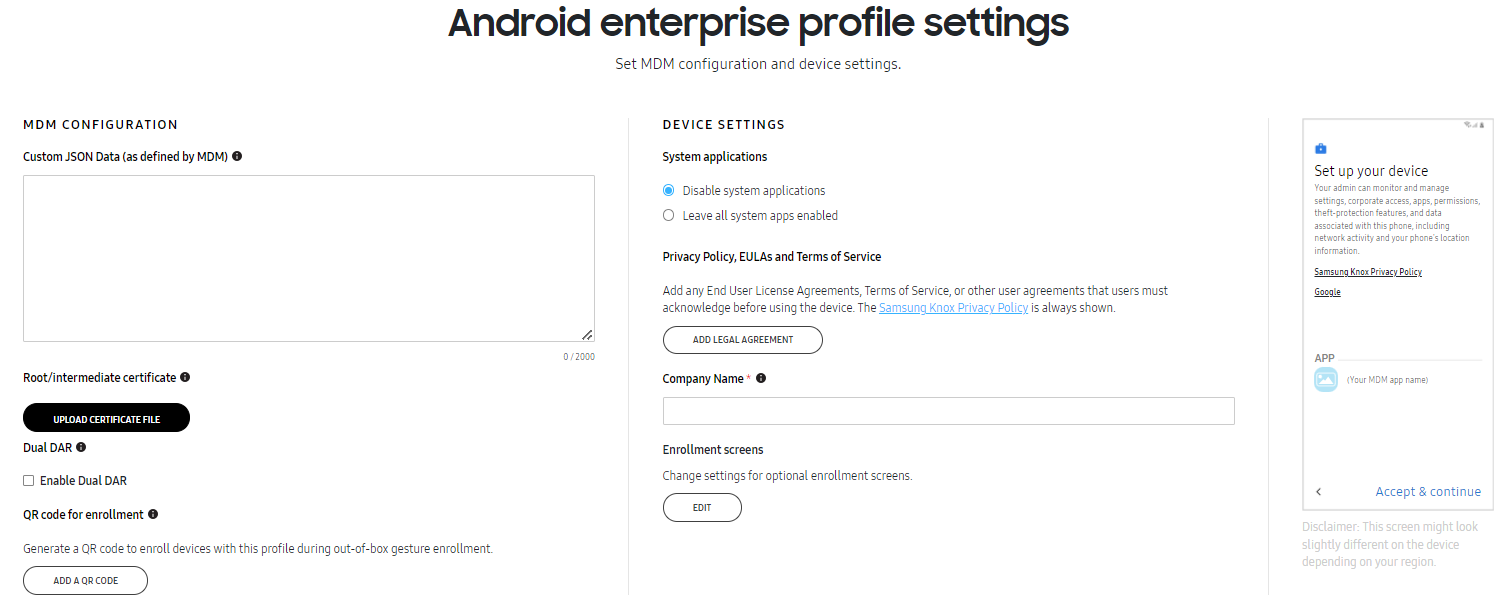 Android enterprise profile settings
Set MDM configuration and device settings.
MDM CONFIGURATION
Custom JSON Data (as defined by MDM)
0 / 2000
Root/intermediate certificate
UPLOAD CERTIFICATE FILE
Dual DAR
Enable Dual DAR
QR code for enrollment
Generate a QR code to enroll devices with this profile during out-of-box gesture enrollment.
ADD A QR CODE
DEVICE SETTINGS
System applications
Disable system applications
Leave all system apps enabled
Privacy Policy, EULAs and Terms of Service
Add any End User License Agreements, Terms of Service, or other user agreements that users must
acknowledge before using the device. The Samsung Knox Privacy Policy is always shown.
ADD LEGAL AGREEMENT
Company Name *
Enrollment screens
Change settings for optional enrollment screens.
EDIT
Set up your device
Your admin can monitor and manage
settings, corporate access, apps, permissions,
theft-protection features, and data
associated with this phone, including
network activity and your phone's location
information.
Samsung Knox Privacy Policy
Google
APP
(Your MDM app name)
Accept & continue
Disclaimer: This screen might look
slightly different on the device
depending on your region.